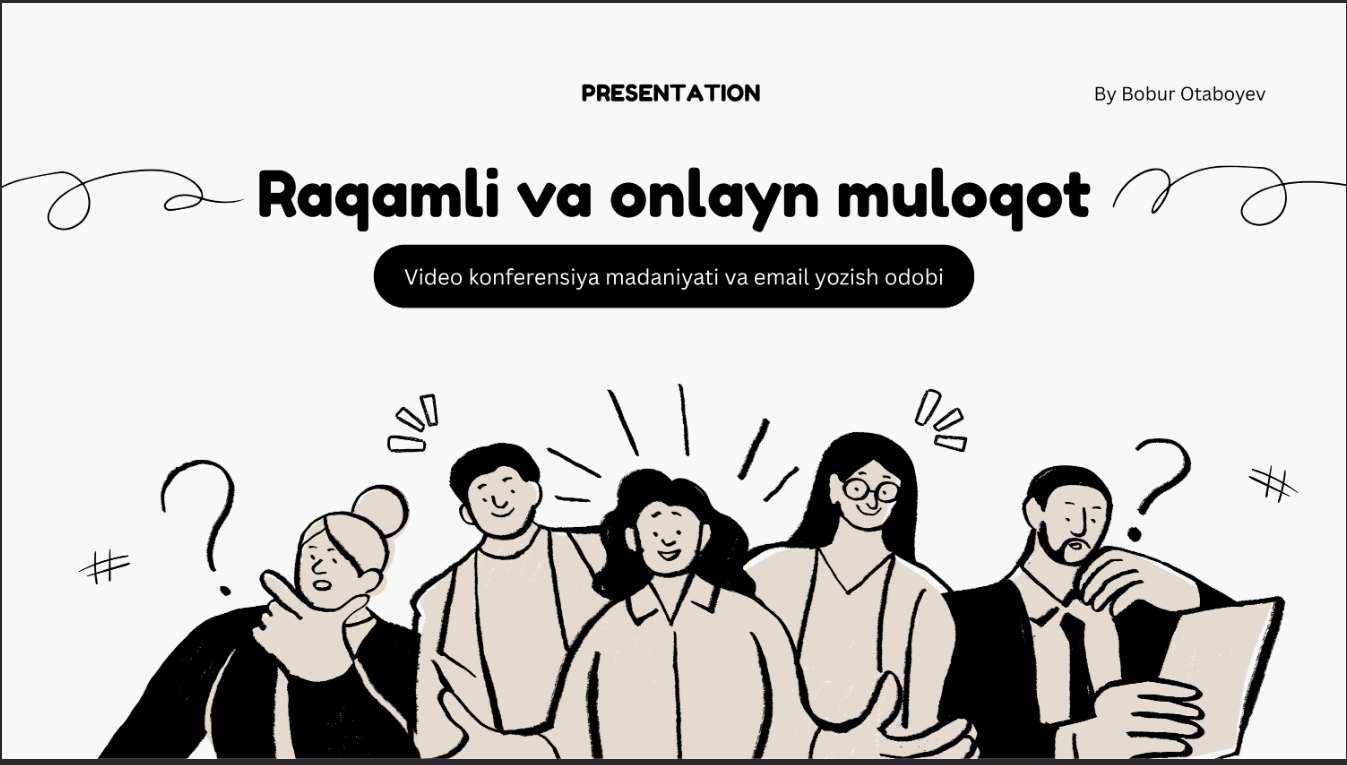 PRESENTATION
By Bobur Otaboyev
Raqamli va onlayn muloqot
Video konferensiya madaniyati va email yozish odobi